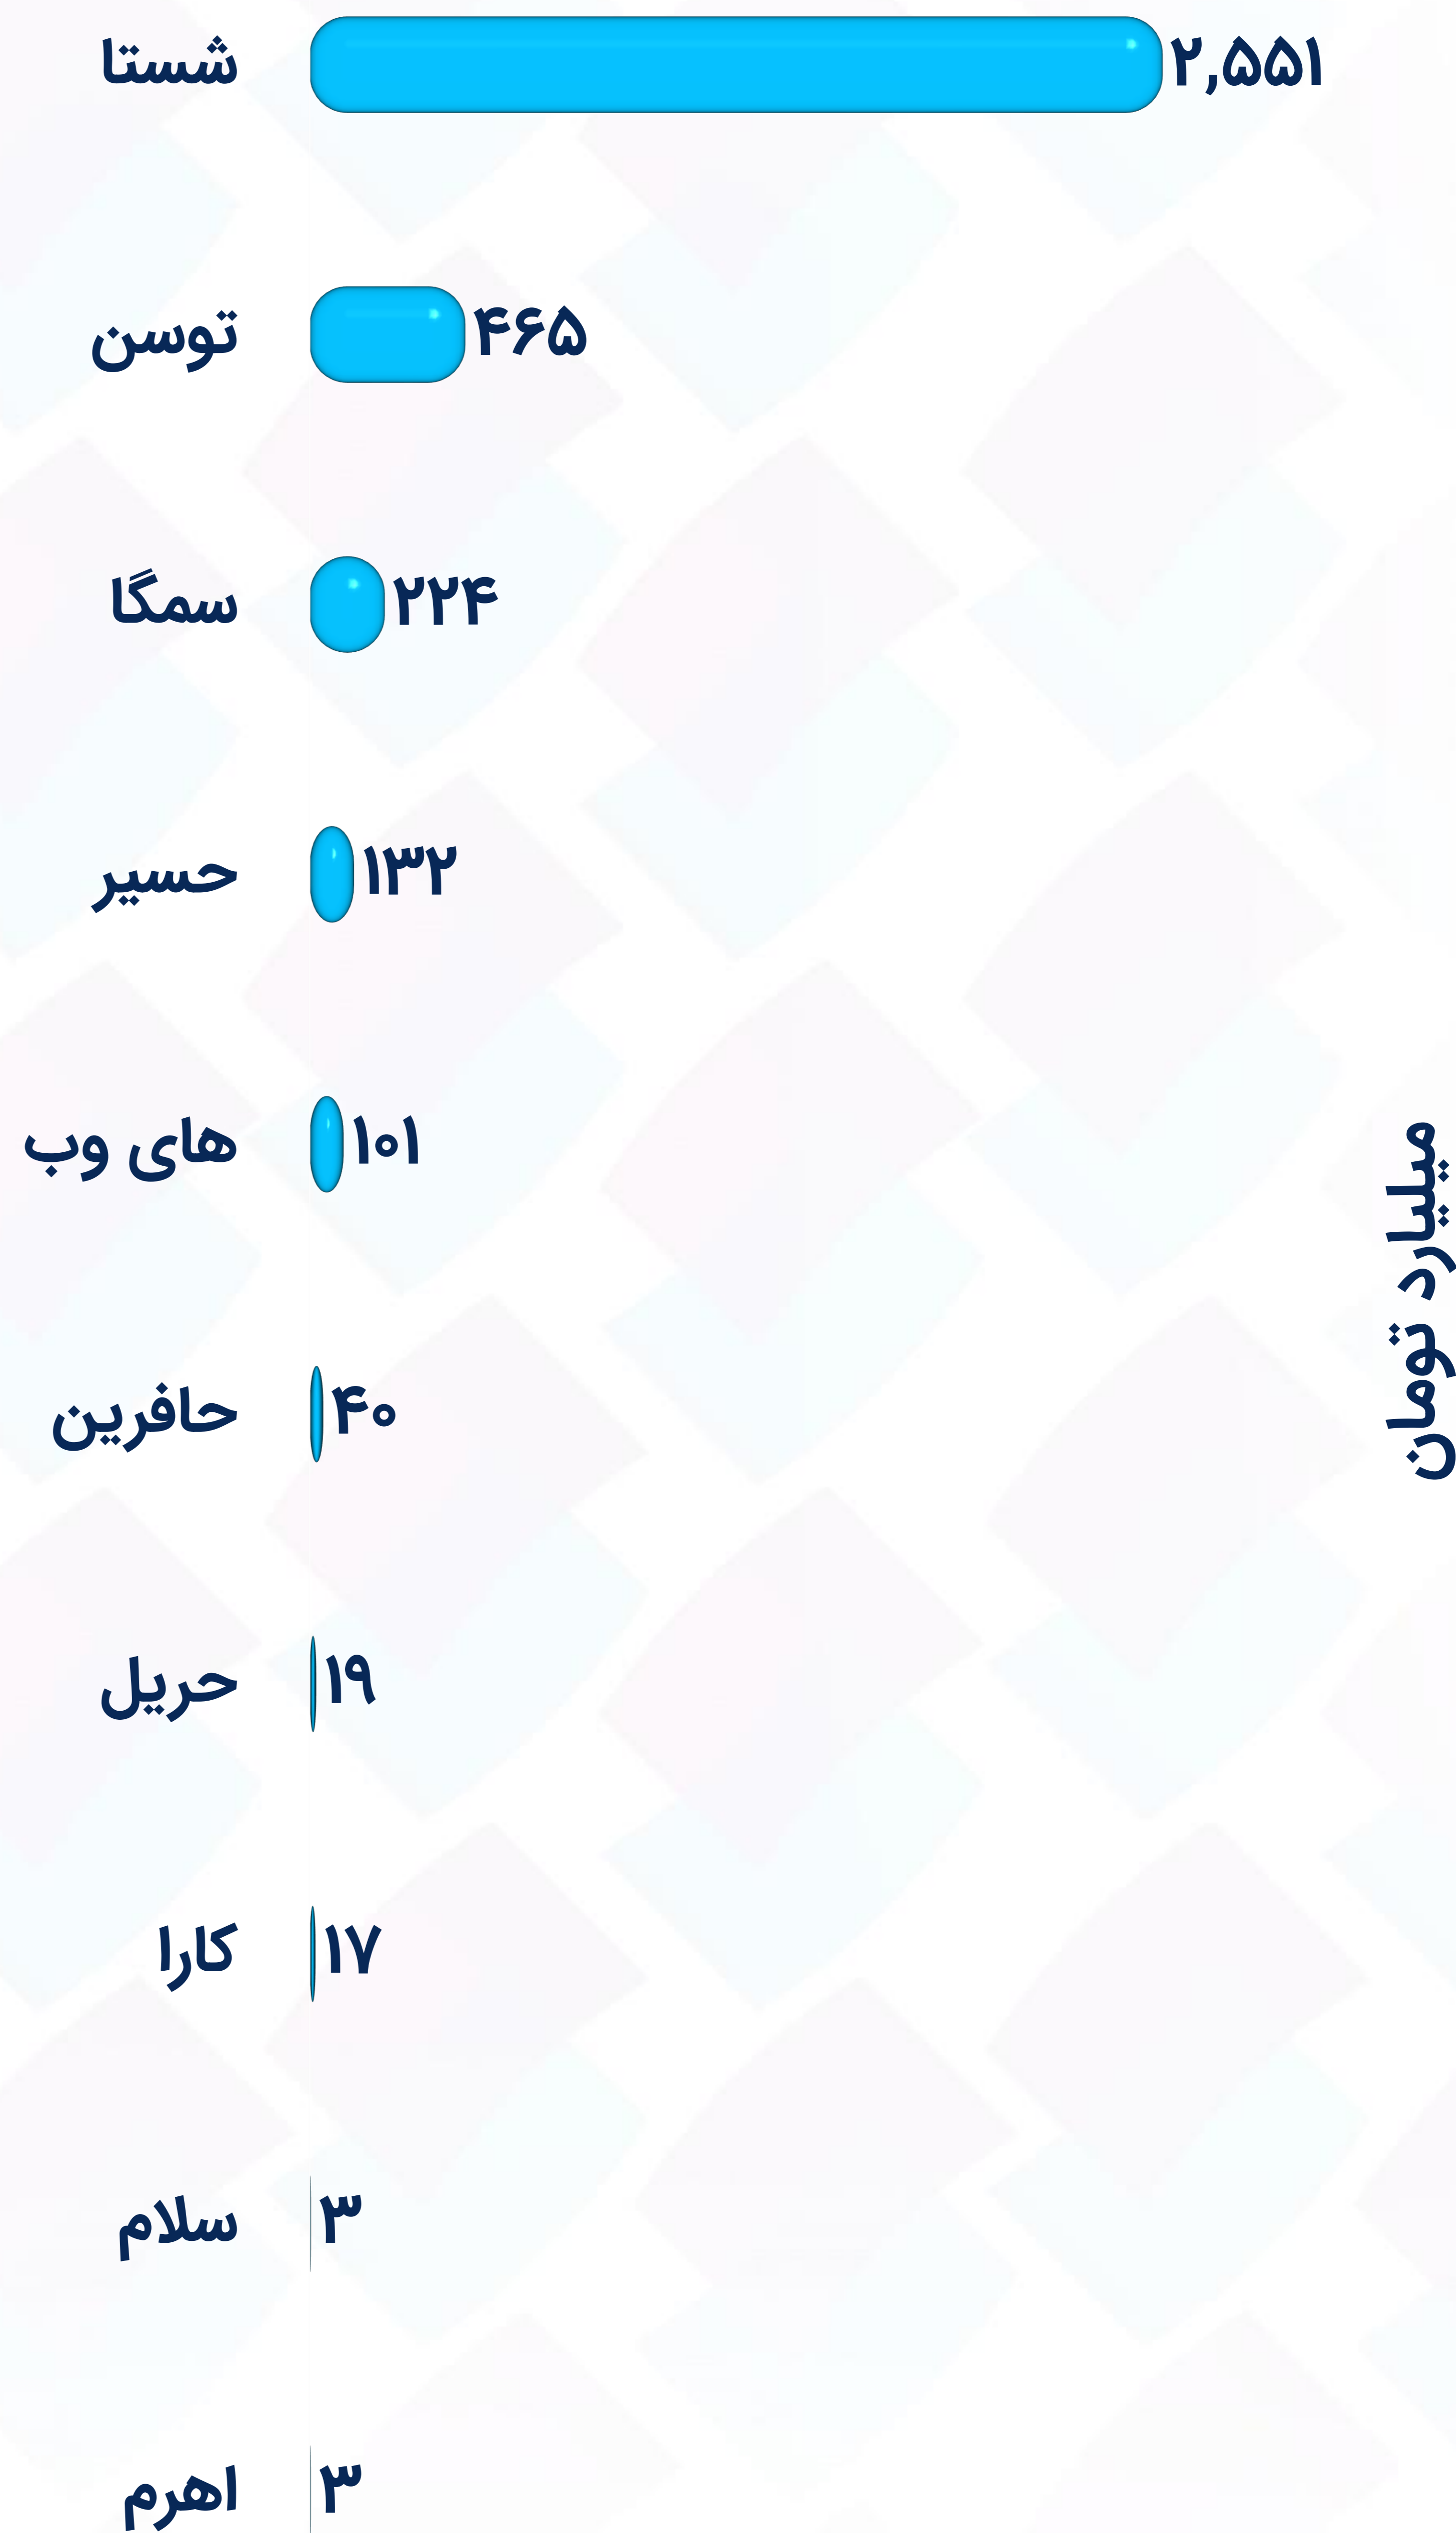 شستا ۲,۵۵۱
توسن ۴۶۵
سمگا ۲۲۴
حسیر ۱۳۲
های وب ۱۰۱
حافرین ۴۰
حریل ۱۹
کارا ۱۷
سلام ۳
اهرم ۳
میلیارد تومان